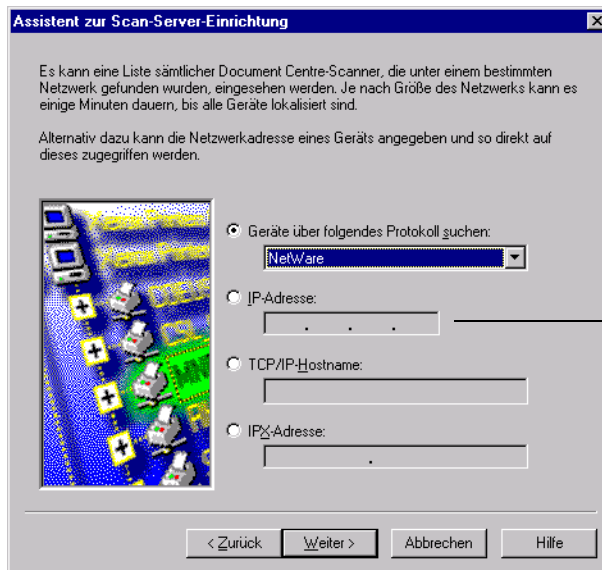 Assistent zur Scan-Server-Einrichtung
Es kann eine Liste sämtlicher Document Centre-Scanner, die unter einem bestimmten
Netzwerk gefunden wurden, eingesehen werden. Je nach Größe des Netzwerks kann es
einige Minuten dauern, bis alle Geräte lokalisiert sind.
Alternativ dazu kann die Netzwerkadresse eines Geräts angegeben und so direkt auf
dieses zugegriffen werden.
Geräte über folgendes Protokoll suchen:
NetWare
IP-Adresse:
. . .
TCP/IP-Hostname:
IPX-Adresse:
.
< Zurück Weiter > Abbrechen Hilfe